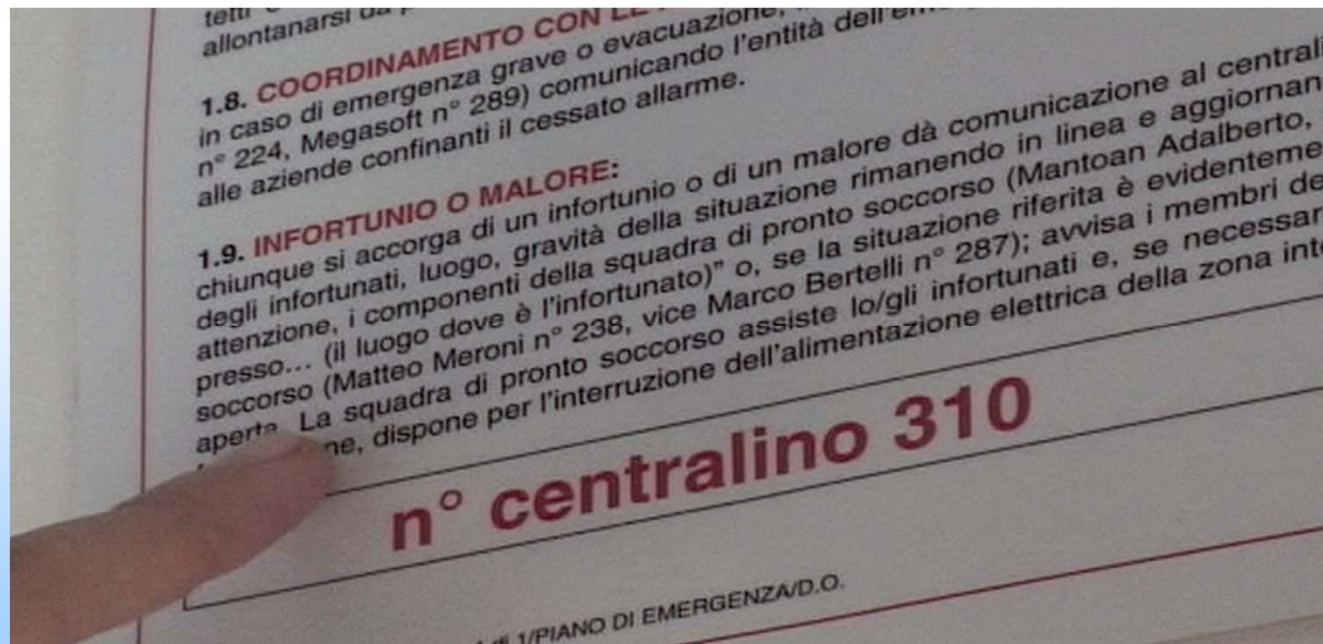 tetti
allontanarsi da
1.8. COORDINAMENTO CON LE
in caso di emergenza grave o evacuazione,
n° 224, Megasoft n° 289) comunicando l'entità dell'
alle aziende confinanti il cessato allarme.
1.9. INFORTUNIO O MALORE:
chiunque si accorga di un infortunio o di un malore dà comunicazione al centrali
degli infortunati, luogo, gravità della situazione rimanendo in linea e aggiornan
attenzione, i componenti della squadra di pronto soccorso (Mantoan Adalberto,
presso... (il luogo dove è l'infortunato)" o, se la situazione riferita è evidenteme
soccorso (Matteo Meroni n° 238, vice Marco Bertelli n° 287); avvisa i membri de
aperta. La squadra di pronto soccorso assiste lo/gli infortunati e, se necessar
ne, dispone per l'interruzione dell'alimentazione elettrica della zona int
n° centralino 310
di 1/PIANO DI EMERGENZA/D.O.